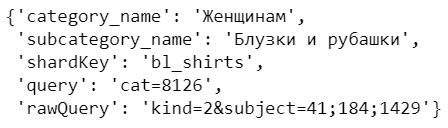 {'category_name': 'Женщинам',
'subcategory_name': 'Блузки и рубашки',
'shardKey': 'bl_shirts',
'query': 'cat=8126',
'rawQuery': 'kind=2&subject=41;184;1429'}